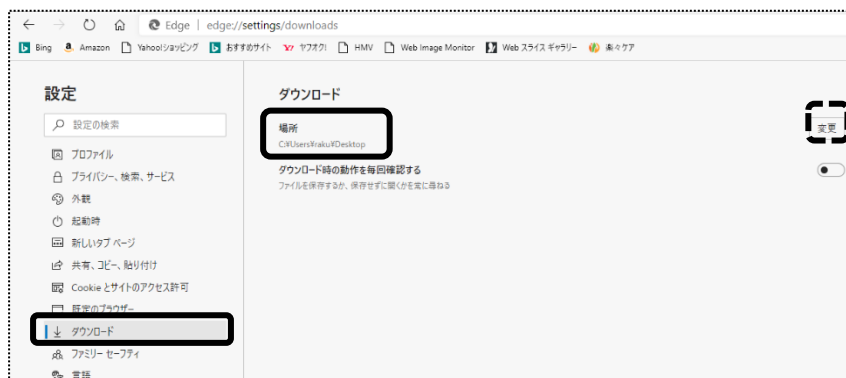 Edge | edge://settings/downloads
Bing Amazon Yahoo!ショッピング おすすめサイト ヤフオク! HMV Web Image Monitor Web スライス ギャラリー 楽々ケア
設定
設定の検索
プロファイル
プライバシー、検索、サービス
外観
起動時
新しいタブ ページ
共有、コピー、貼り付け
Cookie とサイトのアクセス許可
既定のブラウザー
ダウンロード
ファミリー セーフティ
言語
ダウンロード
場所
C:¥Users¥raku¥Desktop
変更
ダウンロード時の動作を毎回確認する
ファイルを保存するか、保存せずに開くかを常に尋ねる